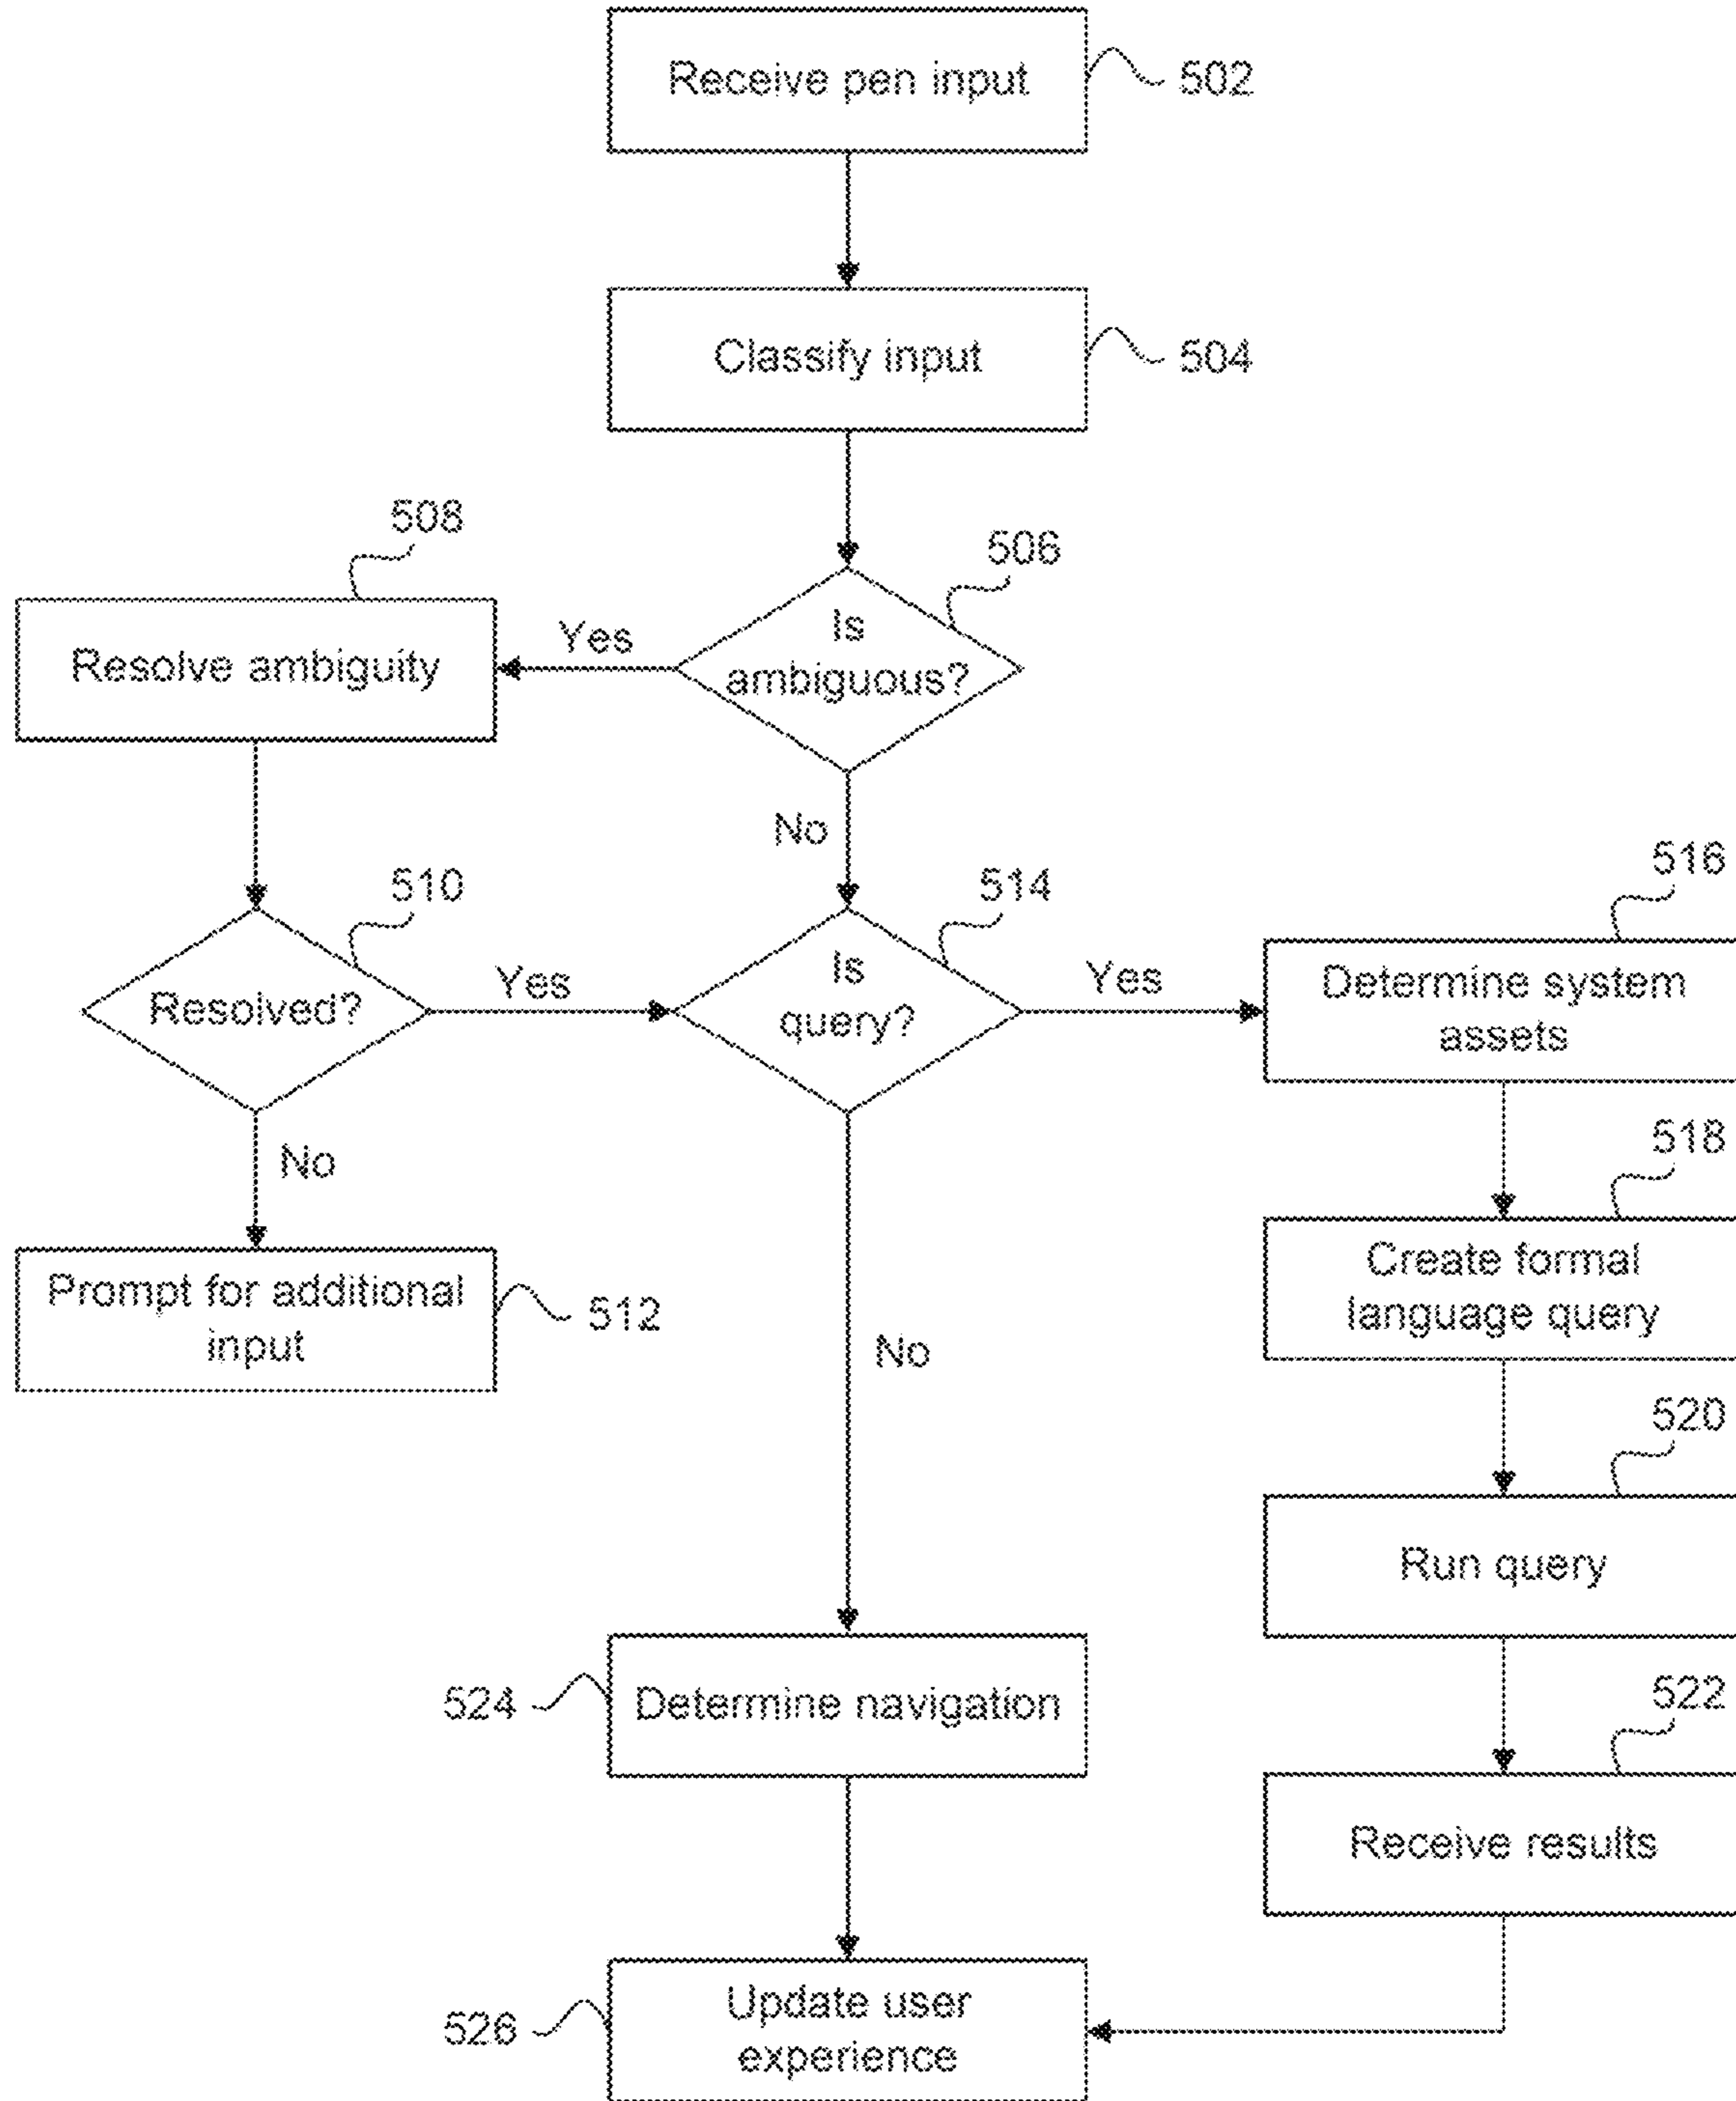 Receive pen input
502
Classify input
504
508
506
Resolve ambiguity
Yes
Is
ambiguous?
No
510
514
516
Resolved?
Yes
Is
query?
Yes
Determine system
assets
No
518
Prompt for additional
input
512
Create formal
language query
No
520
Run query
524
Determine navigation
522
Receive results
526
Update user
experience